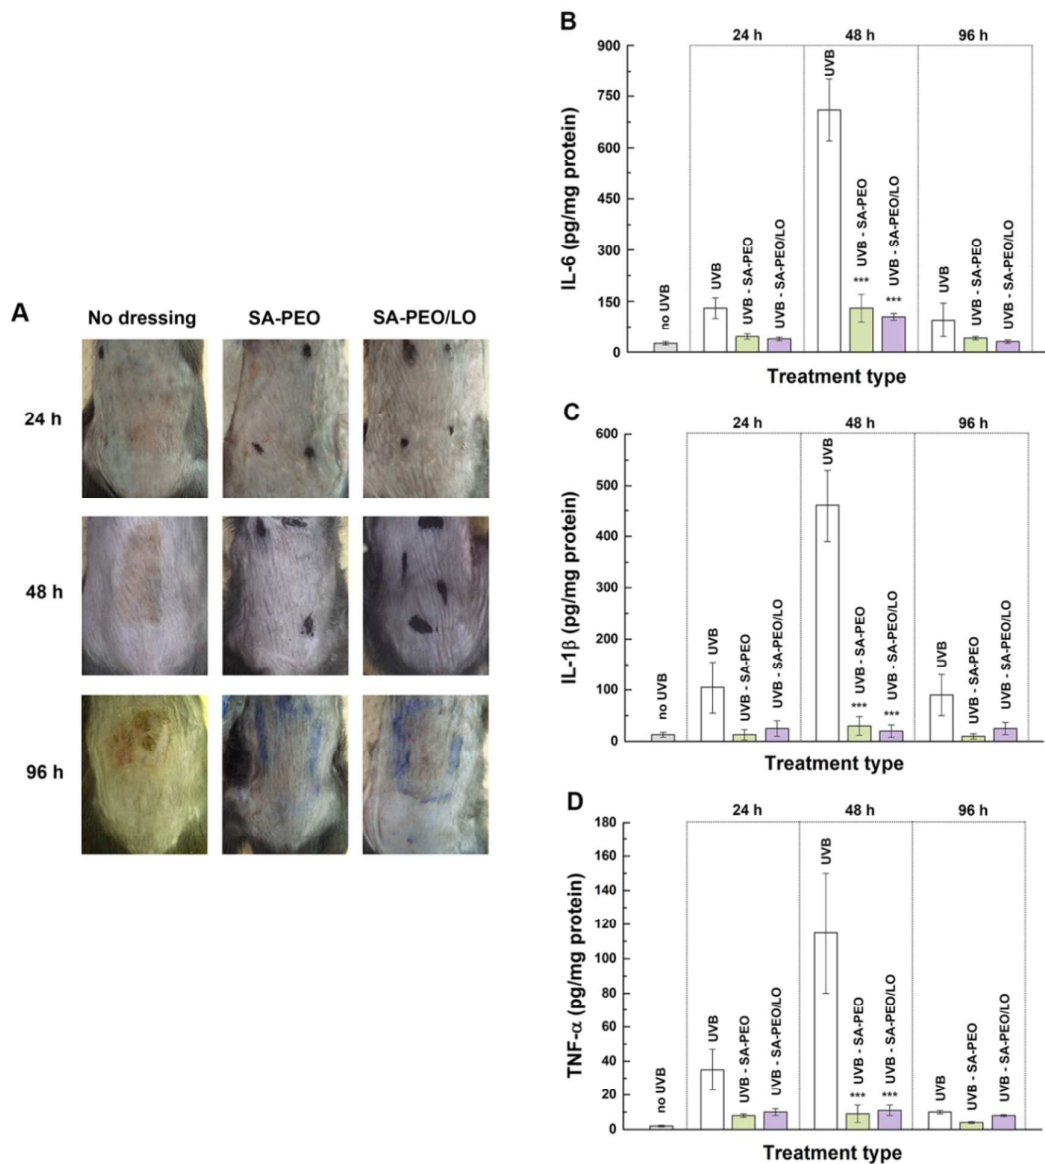 A
No dressing
SA-PEO
SA-PEO/LO
24 h
48 h
96 h
B
24 h
48 h
96 h
IL-6 (pg/mg protein)
900
750
600
450
300
150
0
no UVB
UVB
UVB - SA-PEO
UVB - SA-PEO/LO
UVB
*** UVB - SA-PEO
*** UVB - SA-PEO/LO
UVB
UVB - SA-PEO
UVB - SA-PEO/LO
Treatment type
C
24 h
48 h
96 h
IL-1β (pg/mg protein)
600
500
400
300
200
100
0
no UVB
UVB
UVB - SA-PEO
UVB - SA-PEO/LO
UVB
*** UVB - SA-PEO
*** UVB - SA-PEO/LO
UVB
UVB - SA-PEO
UVB - SA-PEO/LO
Treatment type
D
24 h
48 h
96 h
TNF-α (pg/mg protein)
180
160
140
120
100
80
60
40
20
0
no UVB
UVB
UVB - SA-PEO
UVB - SA-PEO/LO
UVB
*** UVB - SA-PEO
*** UVB - SA-PEO/LO
UVB
UVB - SA-PEO
UVB - SA-PEO/LO
Treatment type